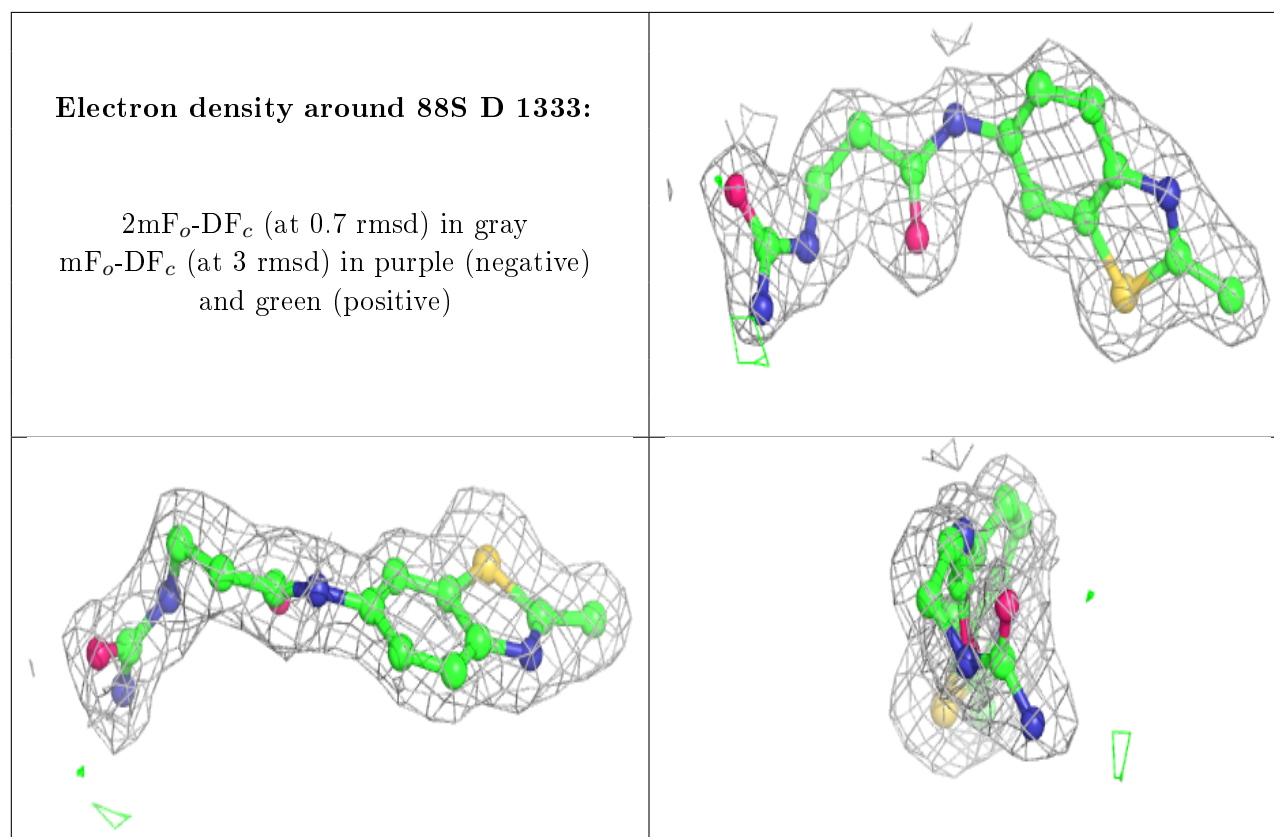 Electron density around 88S D 1333:
2mFo-DFc (at 0.7 rmsd) in gray
mFo-DFc (at 3 rmsd) in purple (negative)
and green (positive)